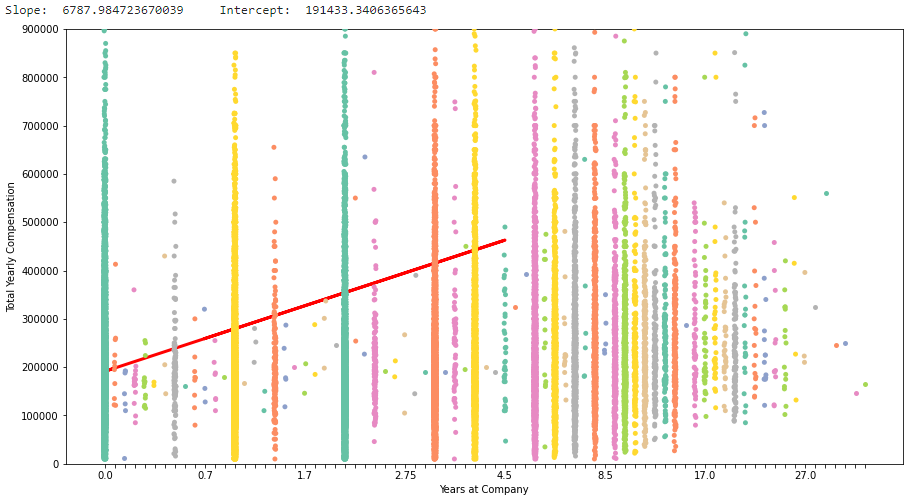 Slope: 6787.984723670039 Intercept: 191433.3406365643
900000
800000
700000
600000
500000
400000
300000
200000
100000
0
Total Yearly Compensation
0.0 0.7 1.7 2.75 4.5 8.5 17.0 27.0
Years at Company